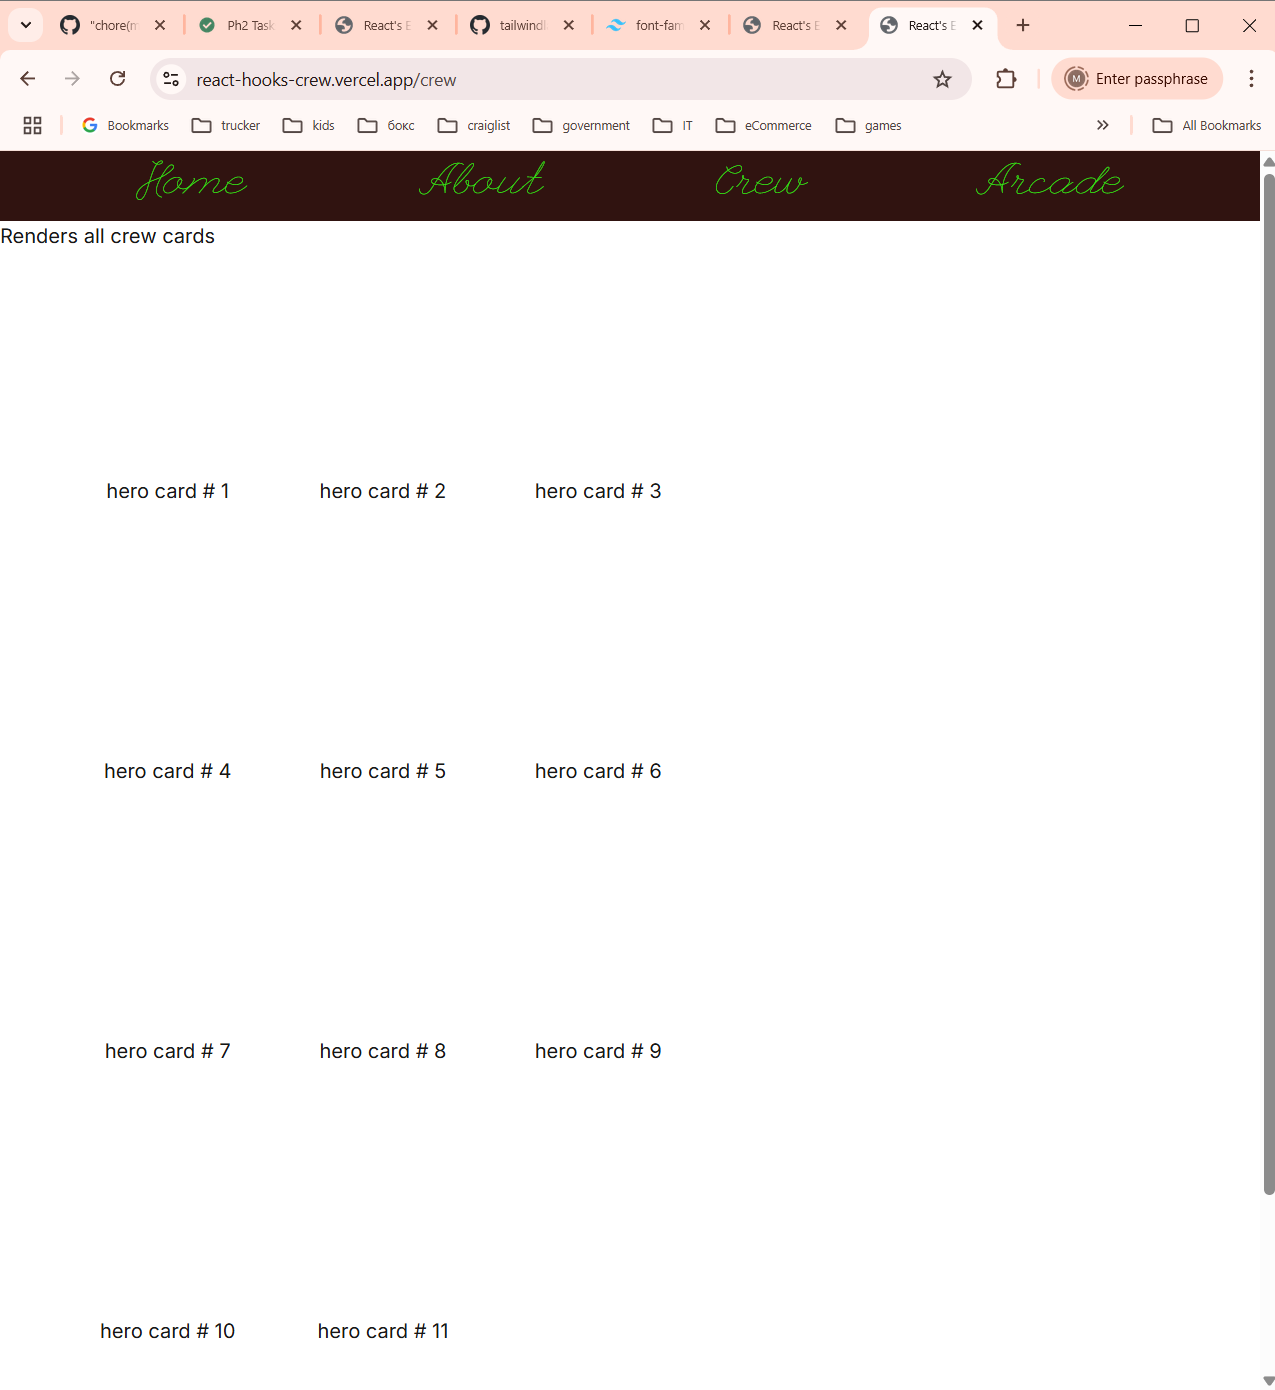 "chore(m
Ph2 Task
React's E
tailwindl
font-fam
React's E
React's E
react-hooks-crew.vercel.app/crew
M
Enter passphrase
Bookmarks
trucker
kids
бокс
craiglist
government
IT
eCommerce
games
All Bookmarks
Home
About
Crew
Arcade
Renders all crew cards
hero card # 1
hero card # 2
hero card # 3
hero card # 4
hero card # 5
hero card # 6
hero card # 7
hero card # 8
hero card # 9
hero card # 10
hero card # 11